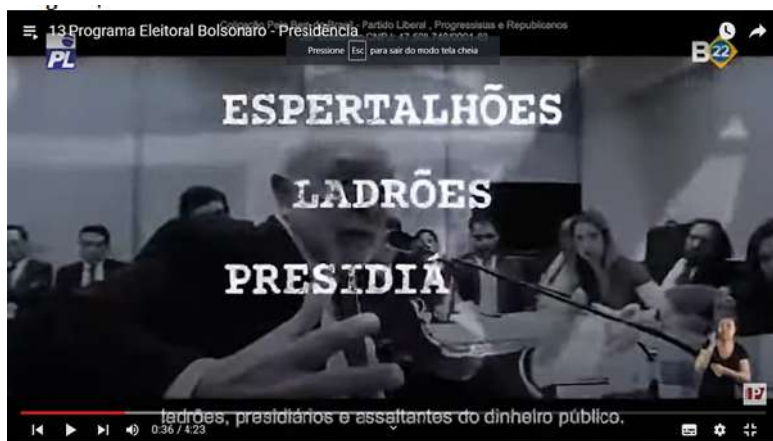 Coligação Pelo Bem do Brasil - Partido Liberal , Progressistas e Republicanos
13 Programa Eleitoral Bolsonaro - Presidência
Pressione Esc para sair do modo tela cheia
PL
B22
ESPERTALHÕES
LADRÕES
PRESIDIÁ
ladrões, presidiários e assaltantes do dinheiro público.
0:36 / 4:23